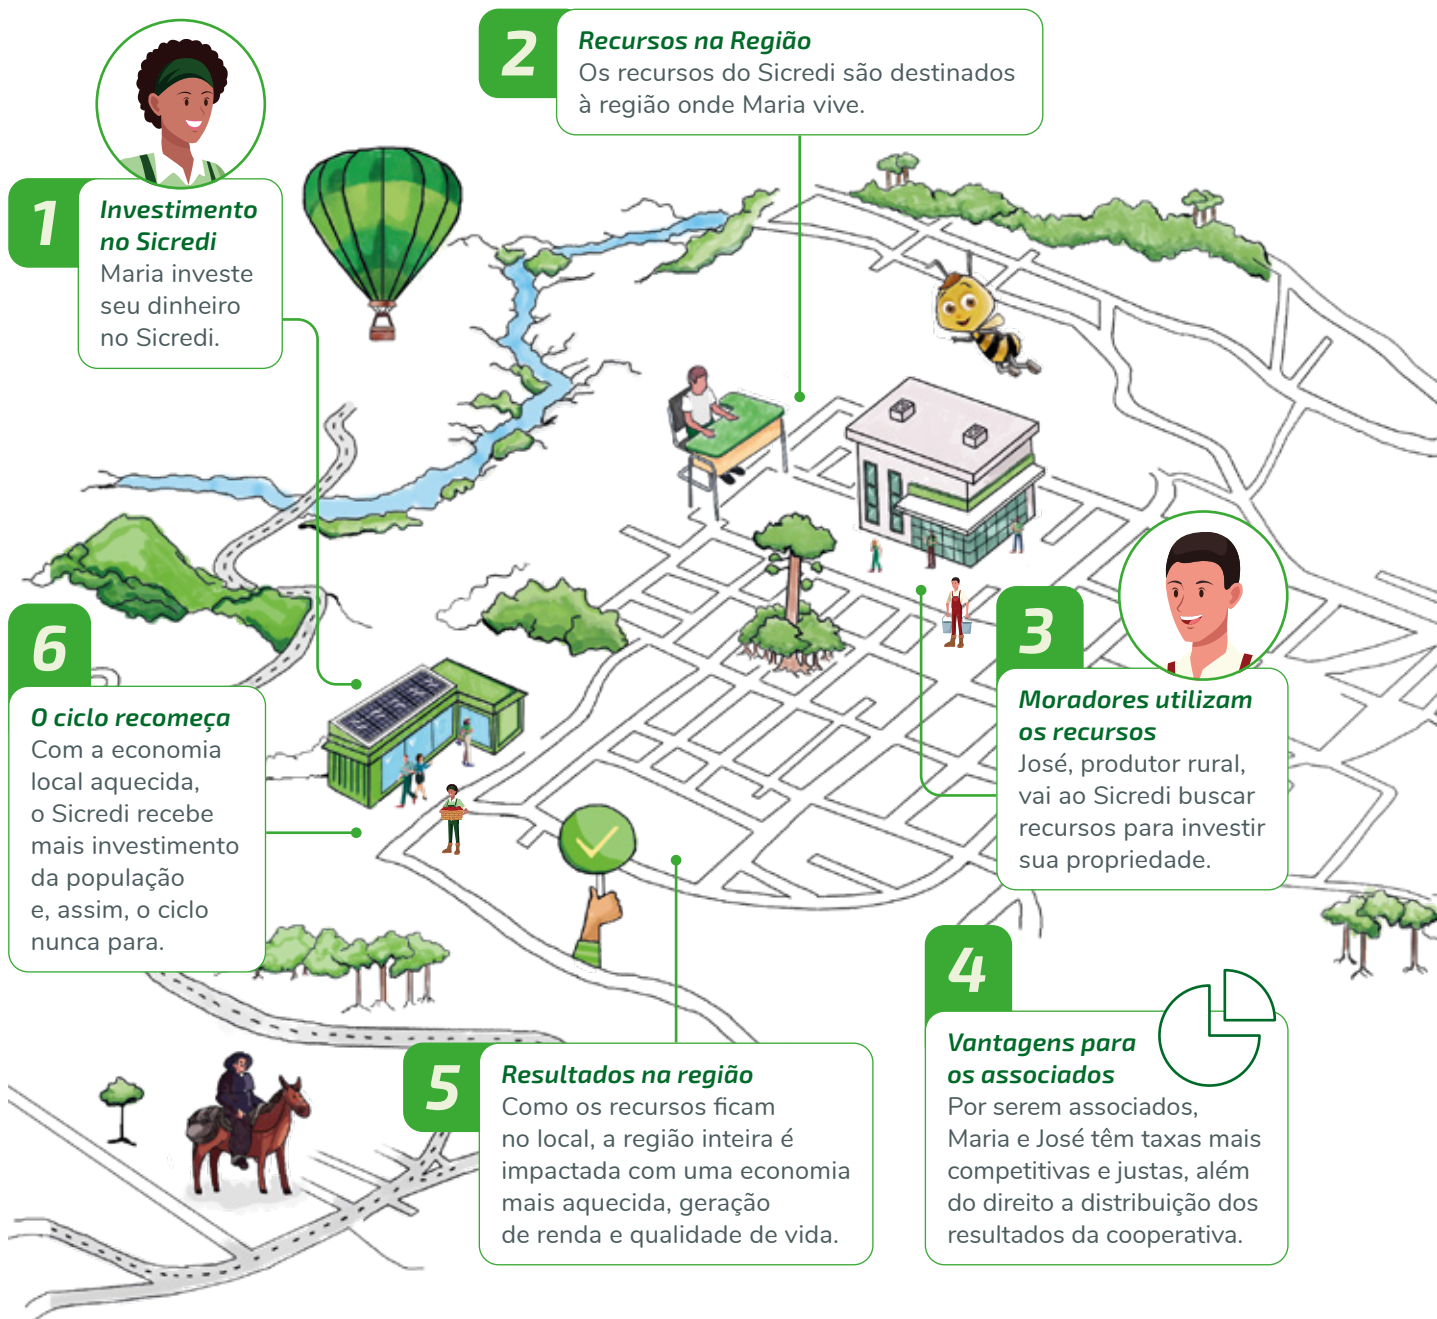 1
Investimento
no Sicredi
Maria investe
seu dinheiro
no Sicredi.
2
Recursos na Região
Os recursos do Sicredi são destinados
à região onde Maria vive.
3
Moradores utilizam
os recursos
José, produtor rural,
vai ao Sicredi buscar
recursos para investir
sua propriedade.
4
Vantagens para
os associados
Por serem associados,
Maria e José têm taxas mais
competitivas e justas, além
do direito a distribuição dos
resultados da cooperativa.
5
Resultados na região
Como os recursos ficam
no local, a região inteira é
impactada com uma economia
mais aquecida, geração
de renda e qualidade de vida.
6
O ciclo recomeça
Com a economia
local aquecida,
o Sicredi recebe
mais investimento
da população
e, assim, o ciclo
nunca para.